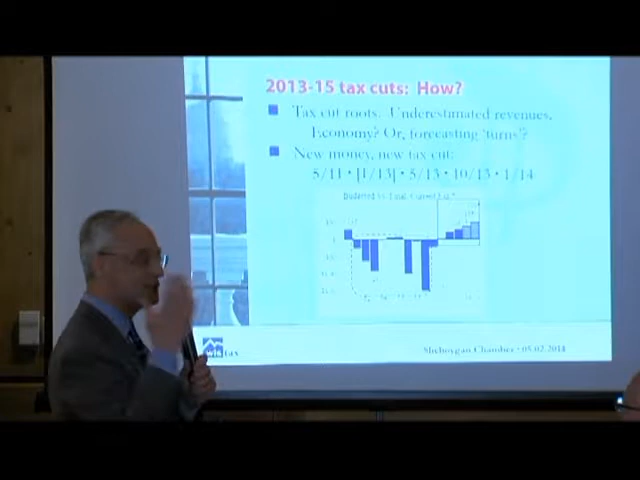 2013-15 tax cuts: How?
Tax cut roots. Underestimated revenues,
Economy? Or, forecasting 'turns'?
New money, new tax cut:
5/11 • [1/13] • 5/13 • 10/13 • 1/14
wistax
Sheboygan Chamber • 05.02.2014